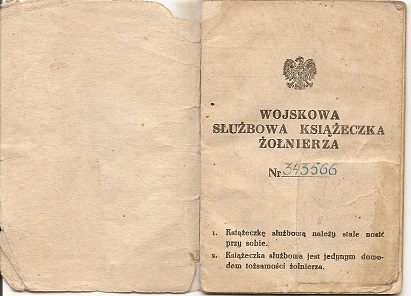 WOJSKOWA
SŁUŻBOWA KSIĄŻECZKA
ŻOŁNIERZA
Nr 343566
1. Książeczkę służbową należy stale nosić
przy sobie.
2. Książeczka służbowa jest jedynym dowo-
dem tożsamości żołnierza.